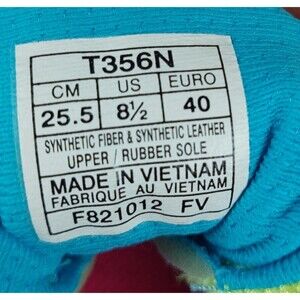 T356N
CM US EURO
25.5 8½ 40
SYNTHETIC FIBER & SYNTHETIC LEATHER
UPPER / RUBBER SOLE
MADE IN VIETNAM
FABRIQUE AU VIETNAM
F821012 FV